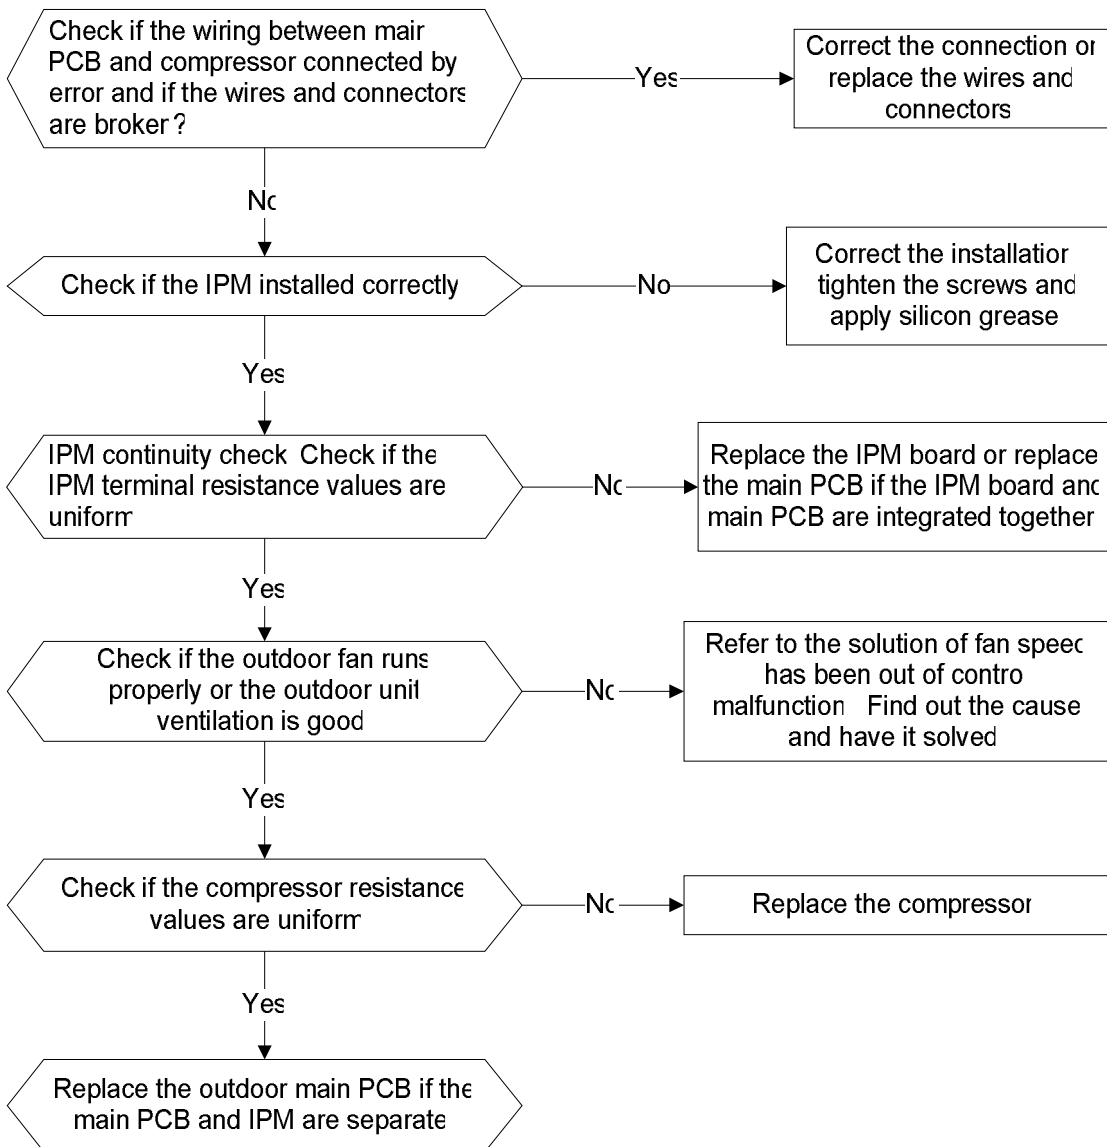 Check if the wiring between mair
PCB and compressor connected by
error and if the wires and connectors
are broker ?
Yes
Correct the connection or
replace the wires and
connectors
No
Check if the IPM installed correctly
No
Correct the installation
tighten the screws and
apply silicon grease
Yes
IPM continuity check Check if the
IPM terminal resistance values are
uniform
No
Replace the IPM board or replace
the main PCB if the IPM board and
main PCB are integrated together
Yes
Check if the outdoor fan runs
properly or the outdoor unit
ventilation is good
No
Refer to the solution of fan speed
has been out of contro
malfunction Find out the cause
and have it solved
Yes
Check if the compressor resistance
values are uniform
No
Replace the compressor
Yes
Replace the outdoor main PCB if the
main PCB and IPM are separate